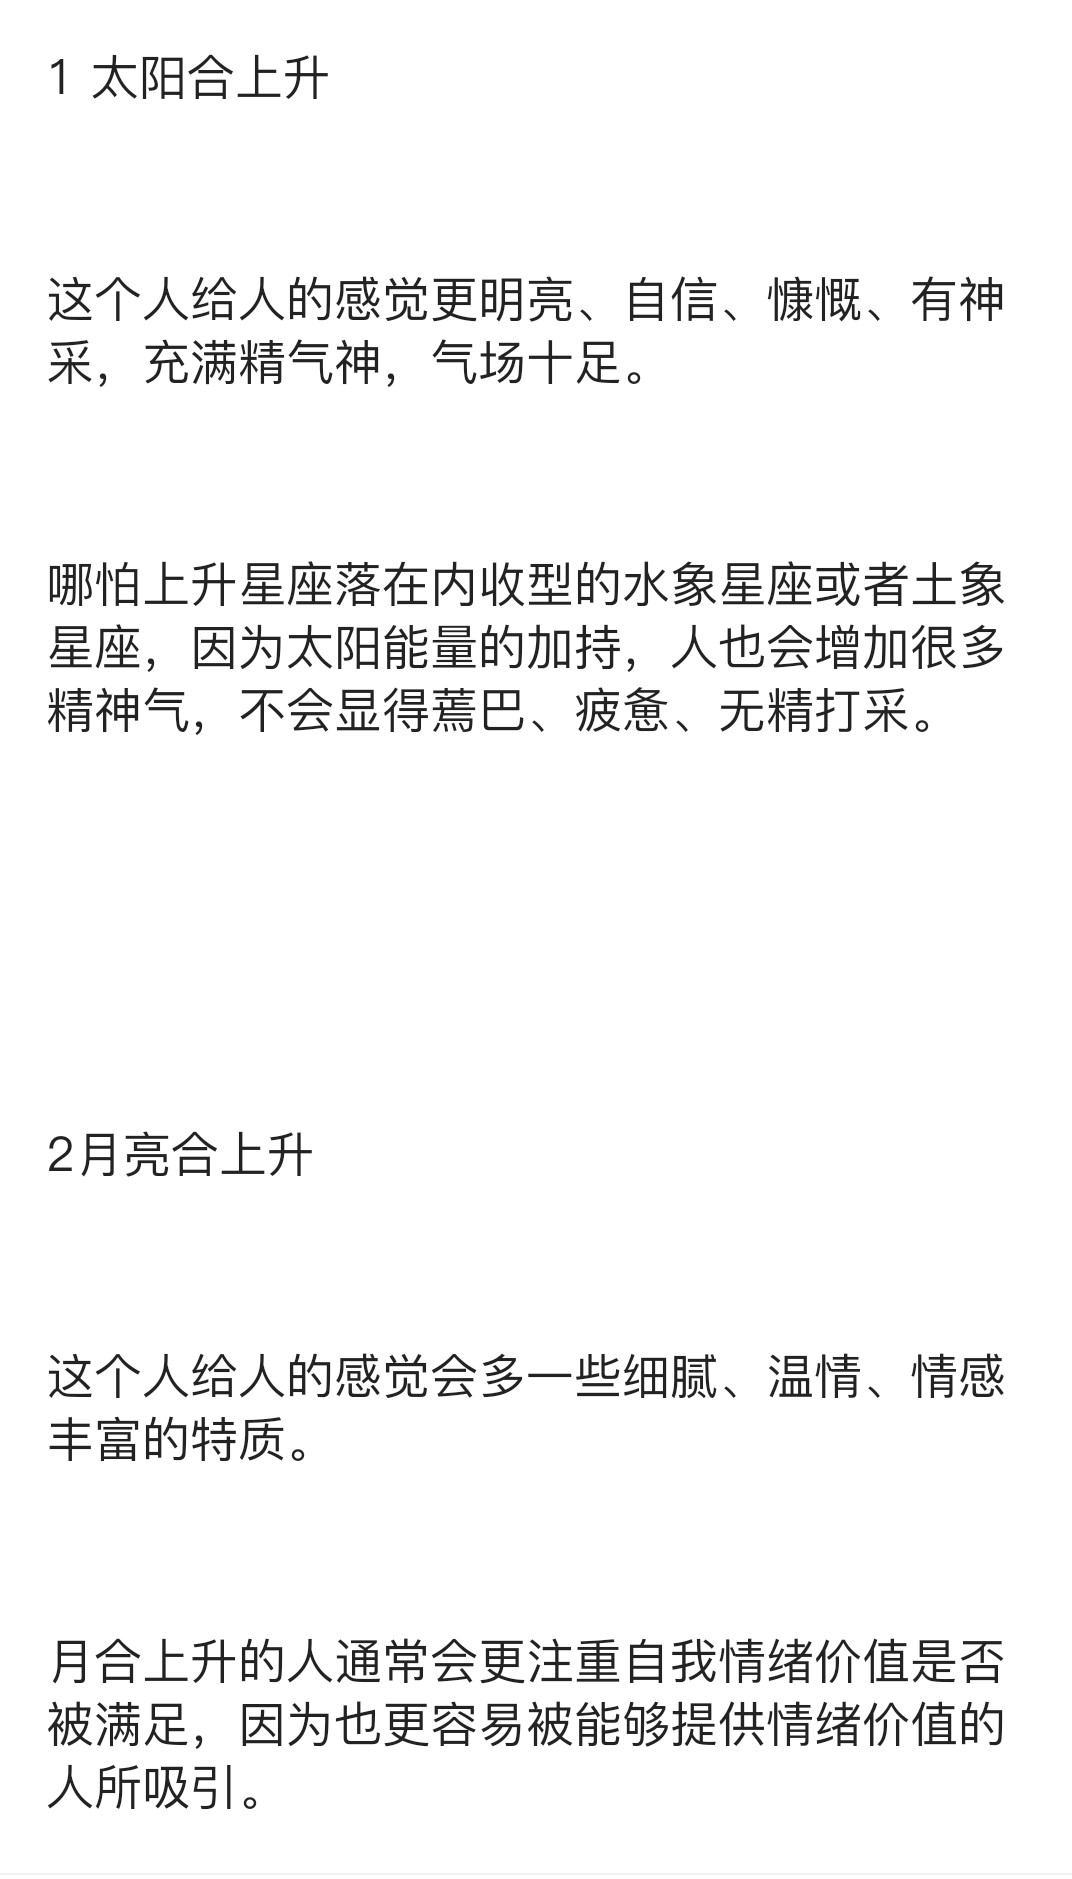 1 太阳合上升
这个人给人的感觉更明亮、自信、慷慨、有神
采，充满精气神，气场十足。
哪怕上升星座落在内收型的水象星座或者土象
星座，因为太阳能量的加持，人也会增加很多
精神气，不会显得蔫巴、疲惫、无精打采。
2月亮合上升
这个人给人的感觉会多一些细腻、温情、情感
丰富的特质。
月合上升的人通常会更注重自我情绪价值是否
被满足，因为也更容易被能够提供情绪价值的
人所吸引。